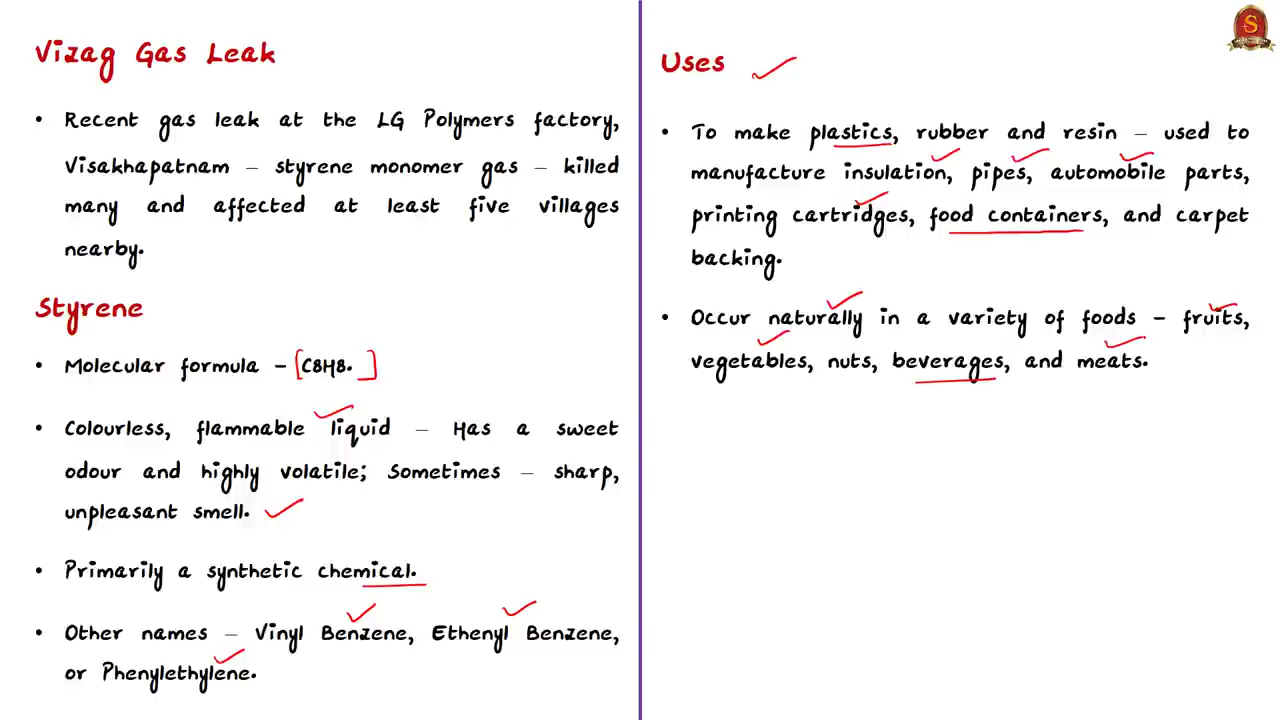 Vizag Gas Leak
• Recent gas leak at the LG Polymers factory,
Visakhapatnam – styrene monomer gas – killed
many and affected at least five villages
nearby.
Styrene
• Molecular formula – [C8H8. ]
• Colourless, flammable liquid – Has a sweet
odour and highly volatile; Sometimes – sharp,
unpleasant smell.
• Primarily a synthetic chemical.
• Other names – Vinyl Benzene, Ethenyl Benzene,
or Phenylethylene.
Uses
• To make plastics, rubber and resin – used to
manufacture insulation, pipes, automobile parts,
printing cartridges, food containers, and carpet
backing.
• Occur naturally in a variety of foods – fruits,
vegetables, nuts, beverages, and meats.
S